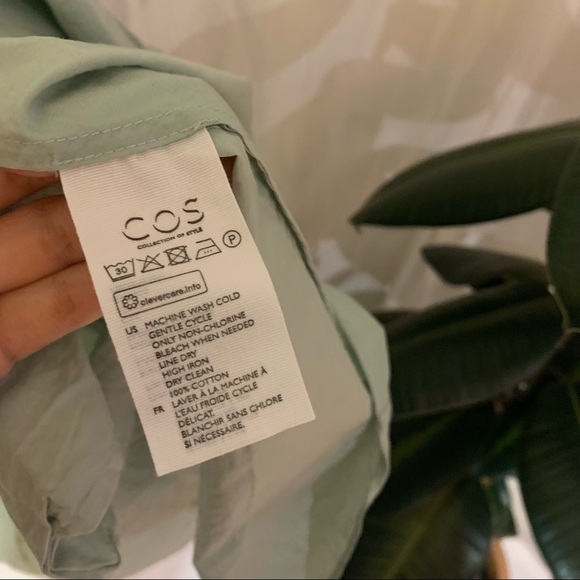 COS
COLLECTION OF STYLE
30 P
clevercare.info
US MACHINE WASH COLD
GENTLE CYCLE
ONLY NON-CHLORINE
BLEACH WHEN NEEDED
LINE DRY
HIGH IRON
DRY CLEAN
100% COTTON
FR LAVER À LA MACHINE À
L'EAU FROIDE CYCLE
DÉLICAT.
BLANCHIR SANS CHLORE
SI NÉCESSAIRE.